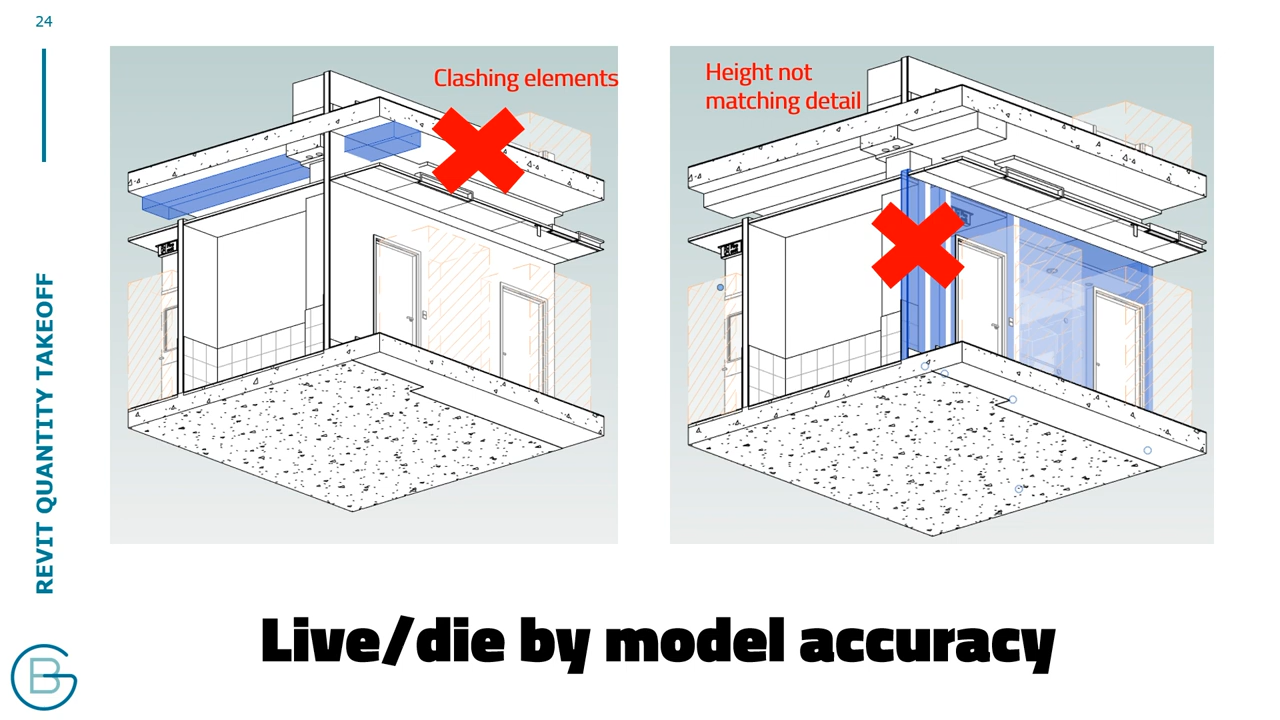 24
REVIT QUANTITY TAKEOFF
Clashing elements
Height not
matching detail
Live/die by model accuracy